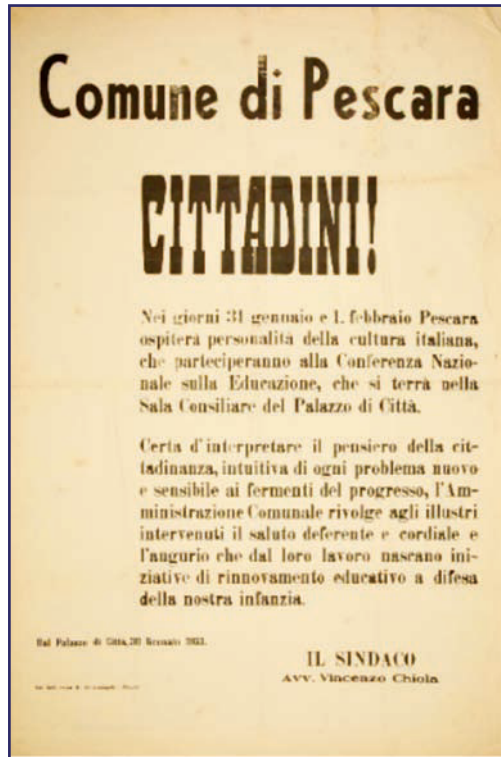 Comune di Pescara
CITTADINI!
Nei giorni 31 gennaio e 1. febbraio Pescara
ospiterà personalità della cultura italiana,
che parteciperanno alla Conferenza Nazio-
nale sulla Educazione, che si terrà nella
Sala Consiliare del Palazzo di Città.
Certa d'interpretare il pensiero della cit-
tadinanza, intuitiva di ogni problema nuovo
e sensibile ai fermenti del progresso, l'Am-
ministrazione Comunale rivolge agli illustri
intervenuti il saluto deferente e cordiale e
l'augurio che dal loro lavoro nascano ini-
ziative di rinnovamento educativo a difesa
della nostra infanzia.
Dal Palazzo di Città, 30 Gennaio
IL SINDACO
Avv. Vincenzo Chiola